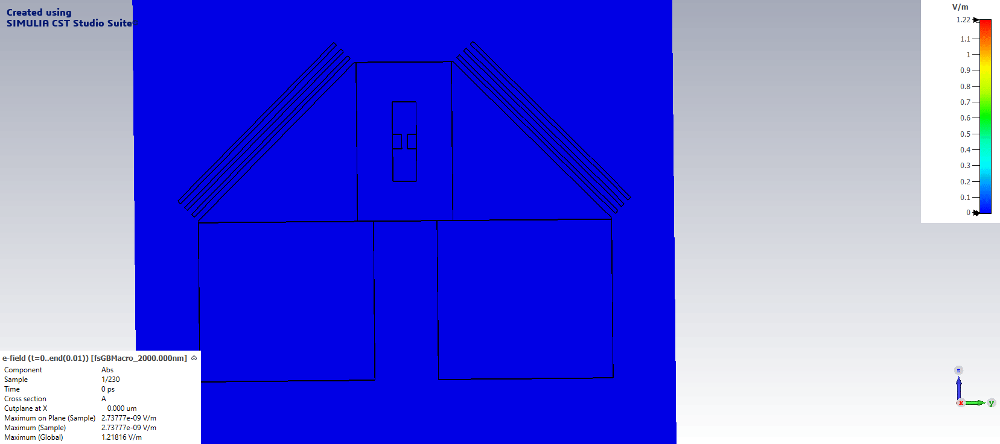 Created using
SIMULIA CST Studio Suite®
V/m
1.22
1.1
1
0.9
0.8
0.7
0.6
0.5
0.4
0.3
0.2
0.1
0
e-field (t=0..end(0.01)) [fsGBMacro_2000.000nm]
Component Abs
Sample 1/230
Time 0 ps
Cross section A
Cutplane at X 0.000 um
Maximum on Plane (Sample) 2.73777e-09 V/m
Maximum (Sample) 2.73777e-09 V/m
Maximum (Global) 1.21816 V/m
z
x
y